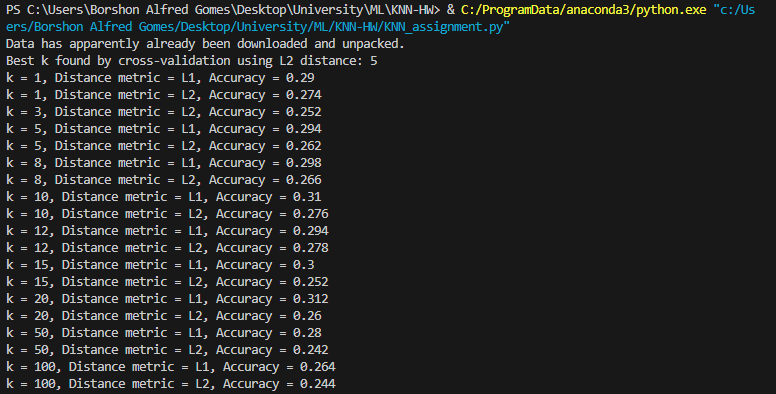 PS C:\Users\Borshon Alfred Gomes\Desktop\University\ML\KNN-HW> & C:/ProgramData/anaconda3/python.exe "c:/Us
ers/Borshon Alfred Gomes/Desktop/University/ML/KNN-HW/KNN_assignment.py"
Data has apparently already been downloaded and unpacked.
Best k found by cross-validation using L2 distance: 5
k = 1, Distance metric = L1, Accuracy = 0.29
k = 1, Distance metric = L2, Accuracy = 0.274
k = 3, Distance metric = L2, Accuracy = 0.252
k = 5, Distance metric = L1, Accuracy = 0.294
k = 5, Distance metric = L2, Accuracy = 0.262
k = 8, Distance metric = L1, Accuracy = 0.298
k = 8, Distance metric = L2, Accuracy = 0.266
k = 10, Distance metric = L1, Accuracy = 0.31
k = 10, Distance metric = L2, Accuracy = 0.276
k = 12, Distance metric = L1, Accuracy = 0.294
k = 12, Distance metric = L2, Accuracy = 0.278
k = 15, Distance metric = L1, Accuracy = 0.3
k = 15, Distance metric = L2, Accuracy = 0.252
k = 20, Distance metric = L1, Accuracy = 0.312
k = 20, Distance metric = L2, Accuracy = 0.26
k = 50, Distance metric = L1, Accuracy = 0.28
k = 50, Distance metric = L2, Accuracy = 0.242
k = 100, Distance metric = L1, Accuracy = 0.264
k = 100, Distance metric = L2, Accuracy = 0.244